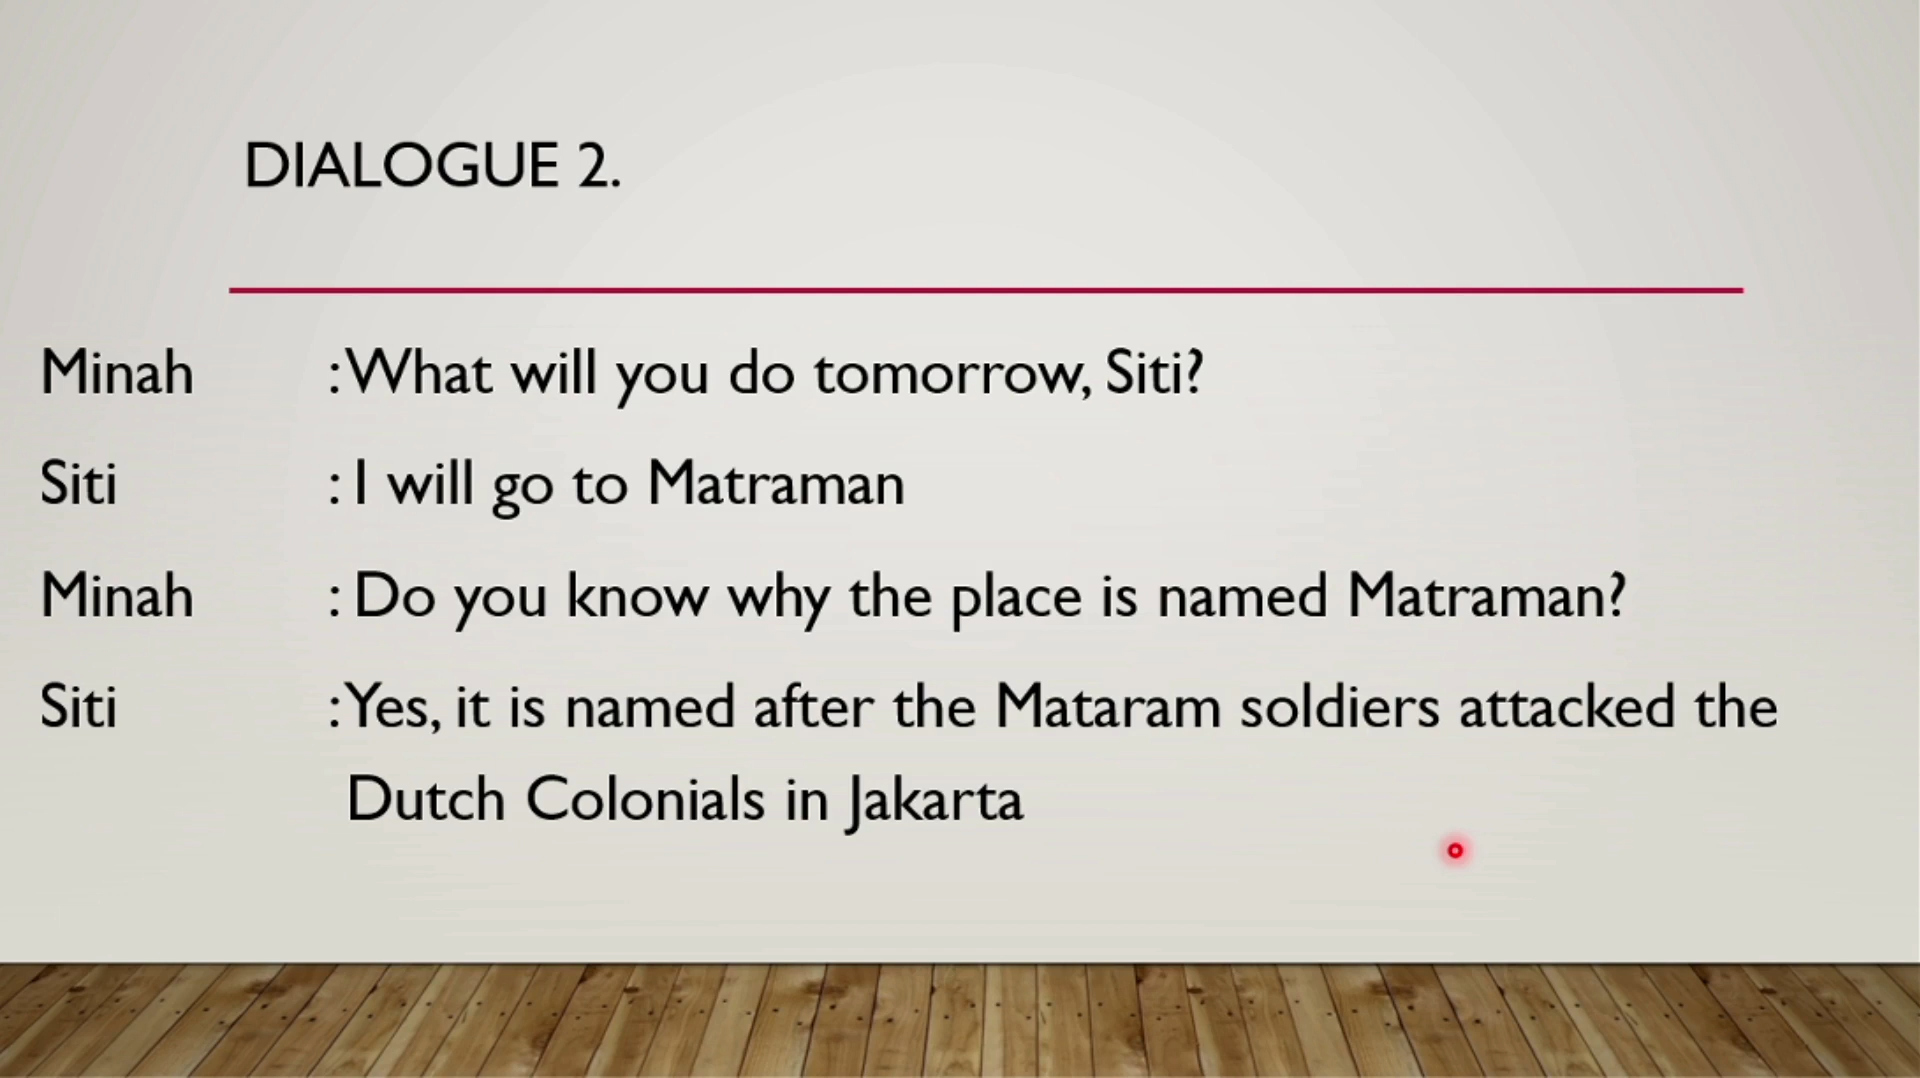 DIALOGUE 2.
Minah : What will you do tomorrow, Siti?
Siti : I will go to Matraman
Minah : Do you know why the place is named Matraman?
Siti : Yes, it is named after the Mataram soldiers attacked the
Dutch Colonials in Jakarta